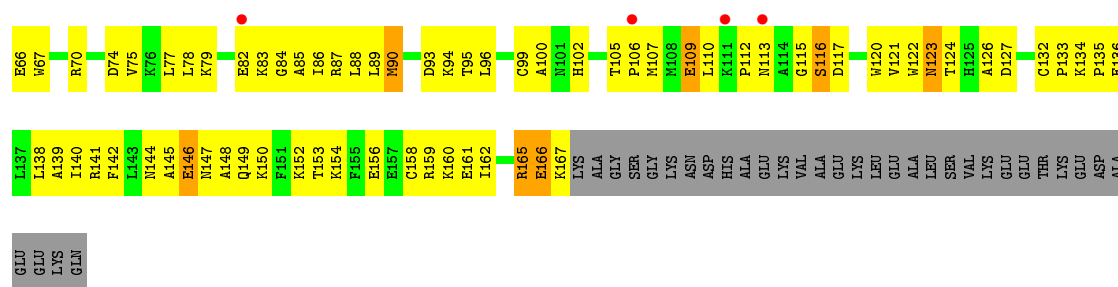 E66 W67 R70 D74 V75 K76 L77 L78 K79 E82 K83 G84 A85 I86 R87 L88 L89 M90 D93 K94 T95 L96 C99 A100 N101 H102 T105 P106 M107 M108 E109 L110 K111 P112 N113 A114 G115 S116 D117 W120 V121 W122 N123 T124 H125 A126 D127 C132 P133 K134 P135 E136
L137 L138 A139 I140 R141 F142 L143 N144 A145 E146 N147 A148 Q149 K150 F151 K152 T153 K154 F155 E156 E157 C158 R159 K160 E161 I162 R165 E166 K167 LYS ALA GLY SER GLY LYS ASN ASP HIS ALA GLU LYS VAL ALA GLU LYS LEU GLU ALA LEU SER VAL LYS GLU GLU THR LYS GLU ASP ALA
GLU GLU LYS GLN